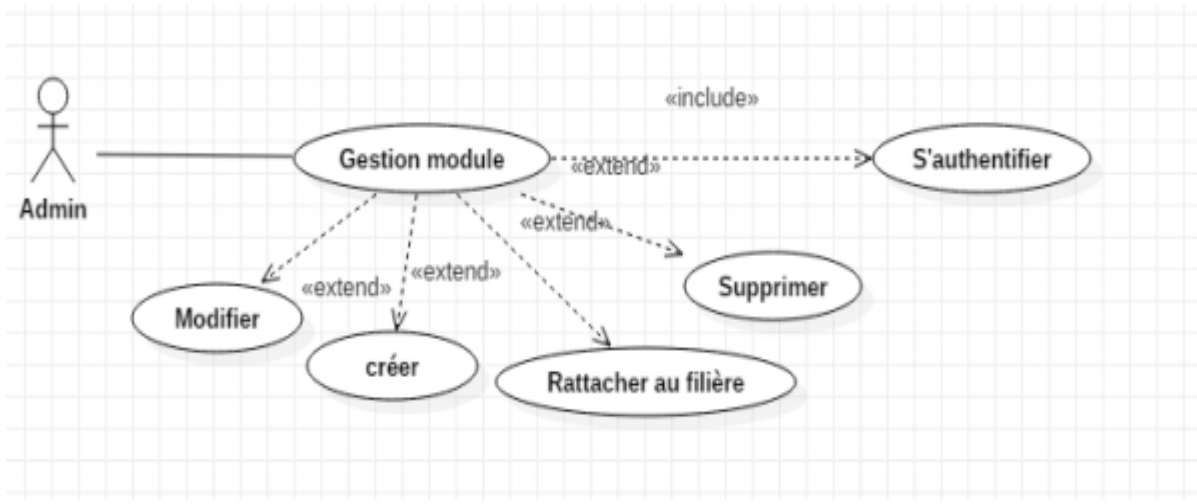 «include»
Gestion module
S'authentifier
«extend»
Admin
«extend»
«extend»
«extend»
Supprimer
Modifier
créer
Rattacher au filière